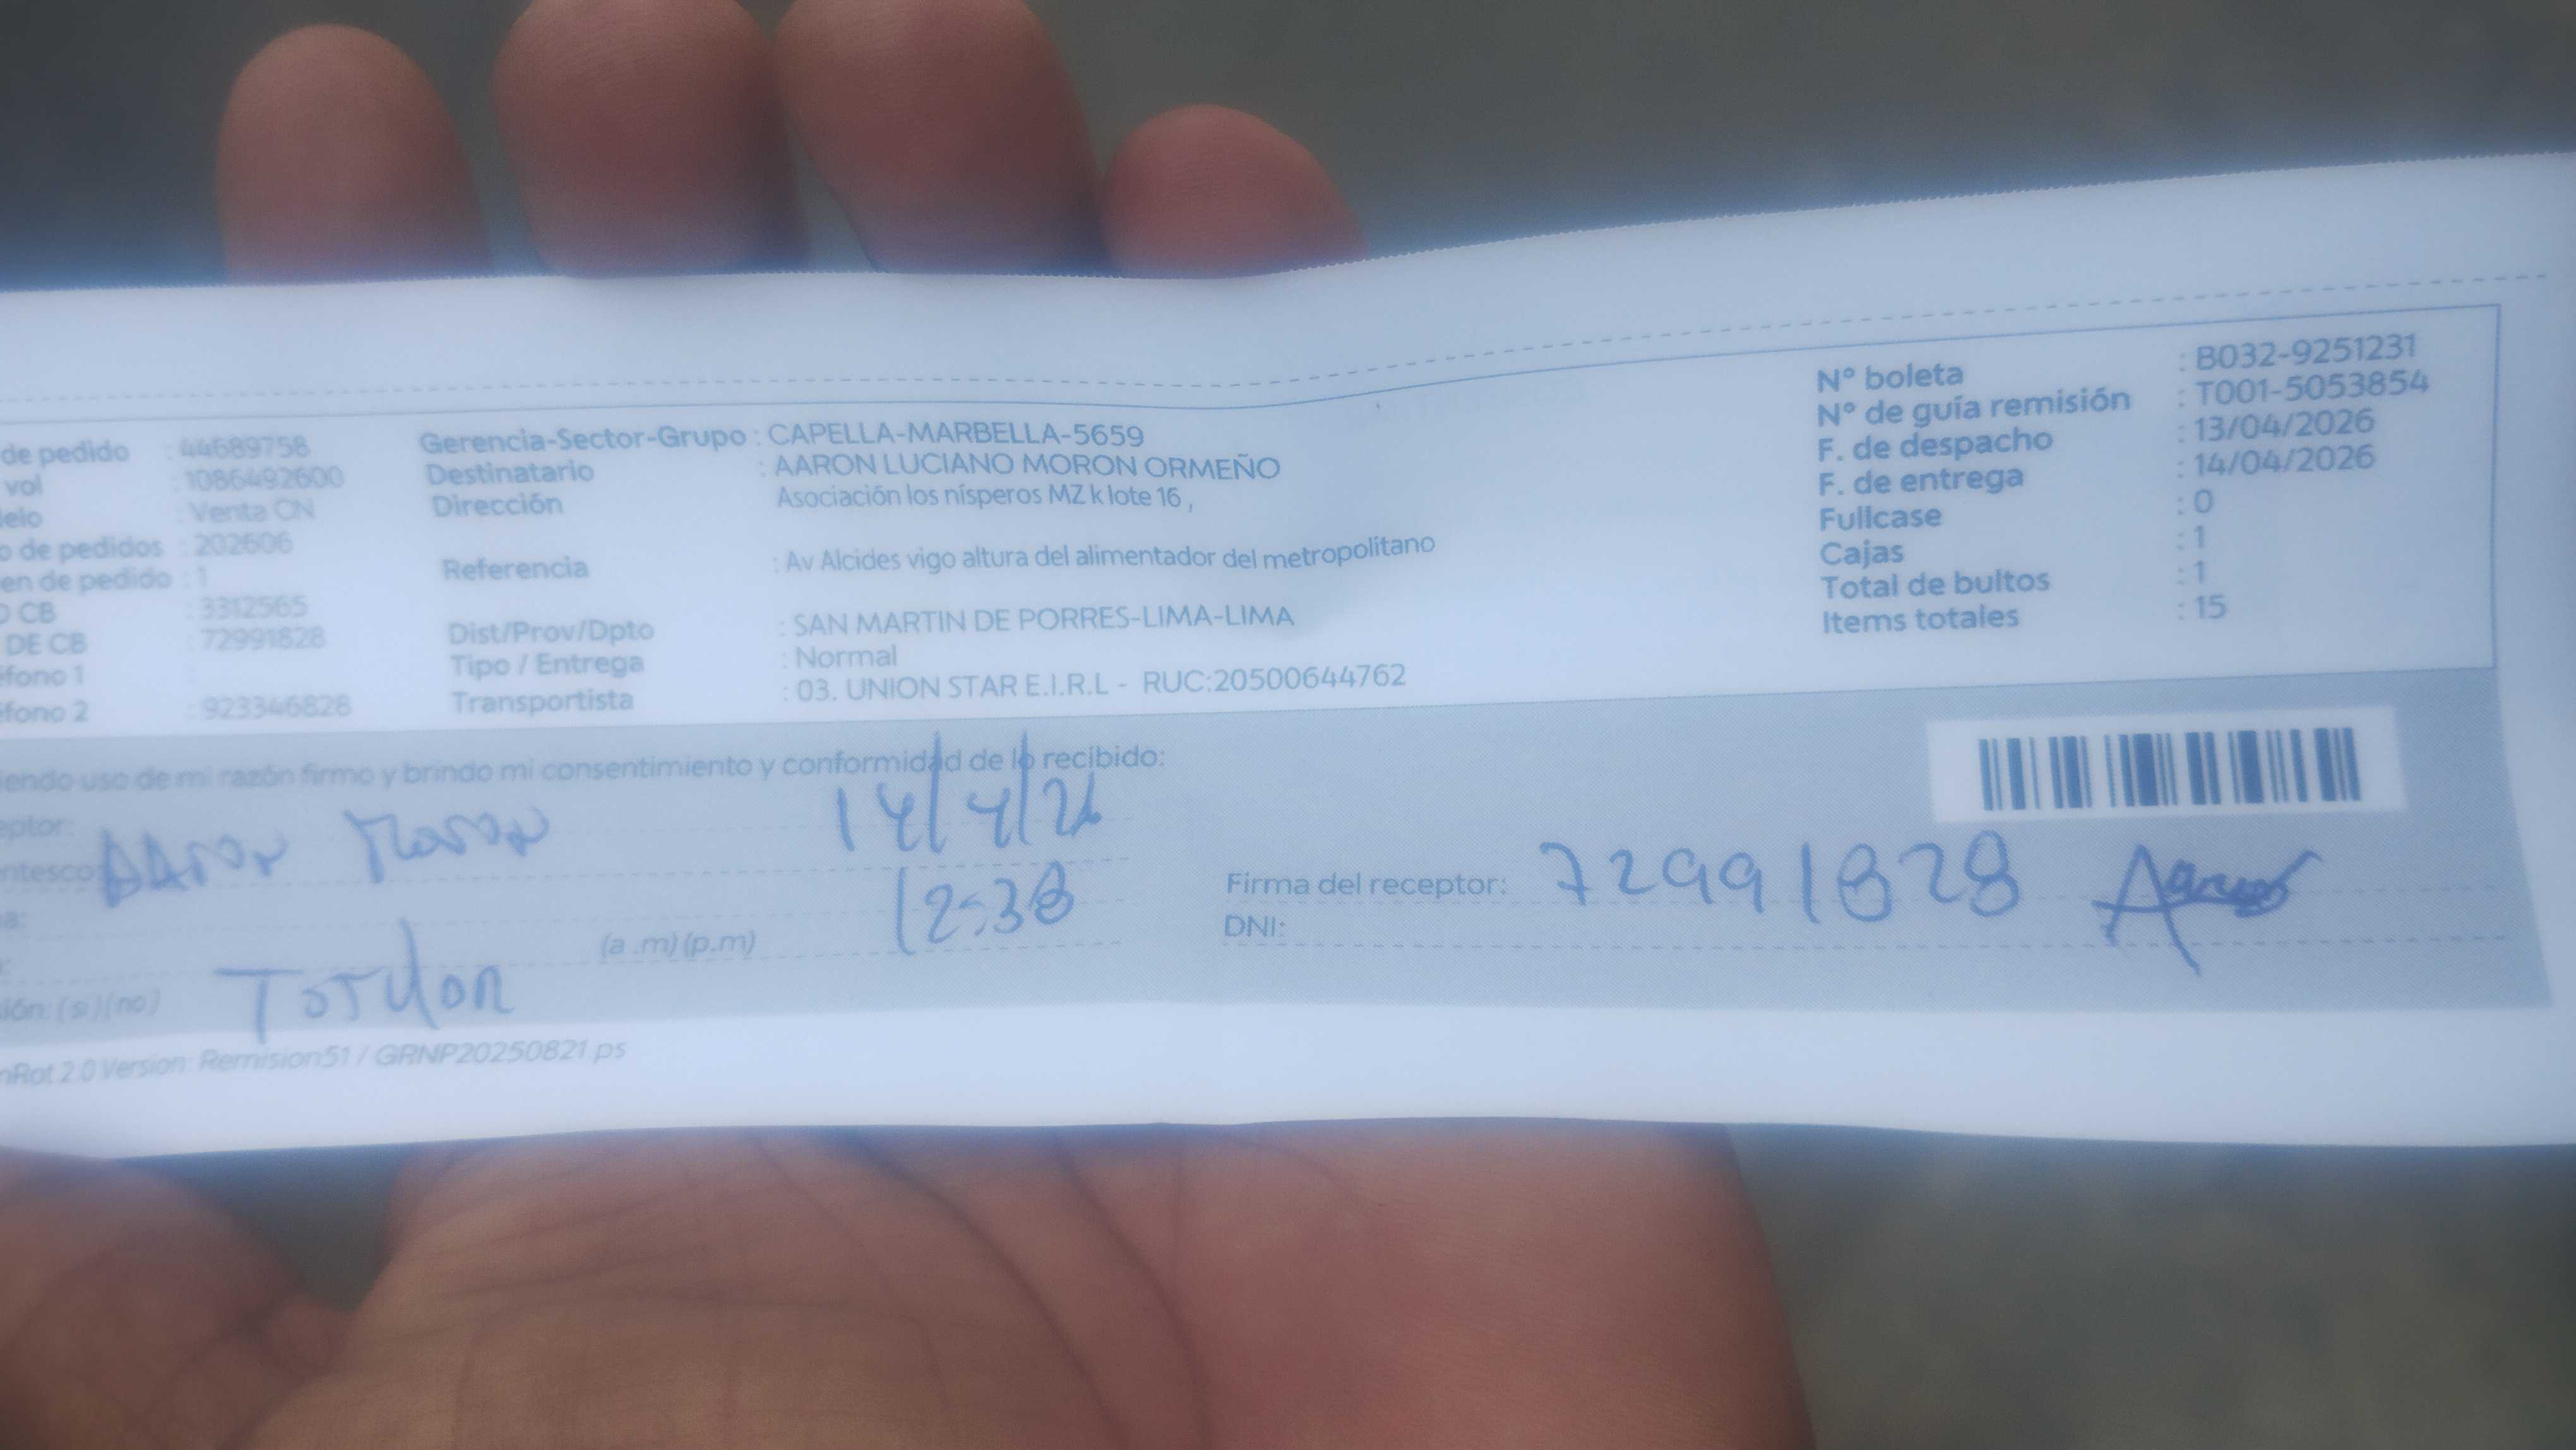 de pedido : 44689758
vol : 1086492600
elo : Venta CN
o de pedidos : 202606
en de pedido : 1
O CB : 3312565
DE CB : 72991828
éfono 1 :
éfono 2 : 923346828
Gerencia-Sector-Grupo : CAPELLA-MARBELLA-5659
Destinatario : AARON LUCIANO MORON ORMEÑO
Dirección Asociación los nísperos MZ k lote 16 ,
Referencia : Av Alcides vigo altura del alimentador del metropolitano
Dist/Prov/Dpto : SAN MARTIN DE PORRES-LIMA-LIMA
Tipo / Entrega : Normal
Transportista : 03. UNION STAR E.I.R.L - RUC:20500644762
N° boleta : B032-9251231
N° de guía remisión : T001-5053854
F. de despacho : 13/04/2026
F. de entrega : 14/04/2026
Fullcase : 0
Cajas : 1
Total de bultos : 1
Items totales : 15
iendo uso de mi razón firmo y brindo mi consentimiento y conformidad de lo recibido:
eptor: AAron Moron 14/4/26
ntesco
a: 12:38
(a .m) (p.m)
Firma del receptor: 72991828
DNI:
ión: (si) (no)
nRot 2.0 Version: Remision51 / GRNP20250821.ps